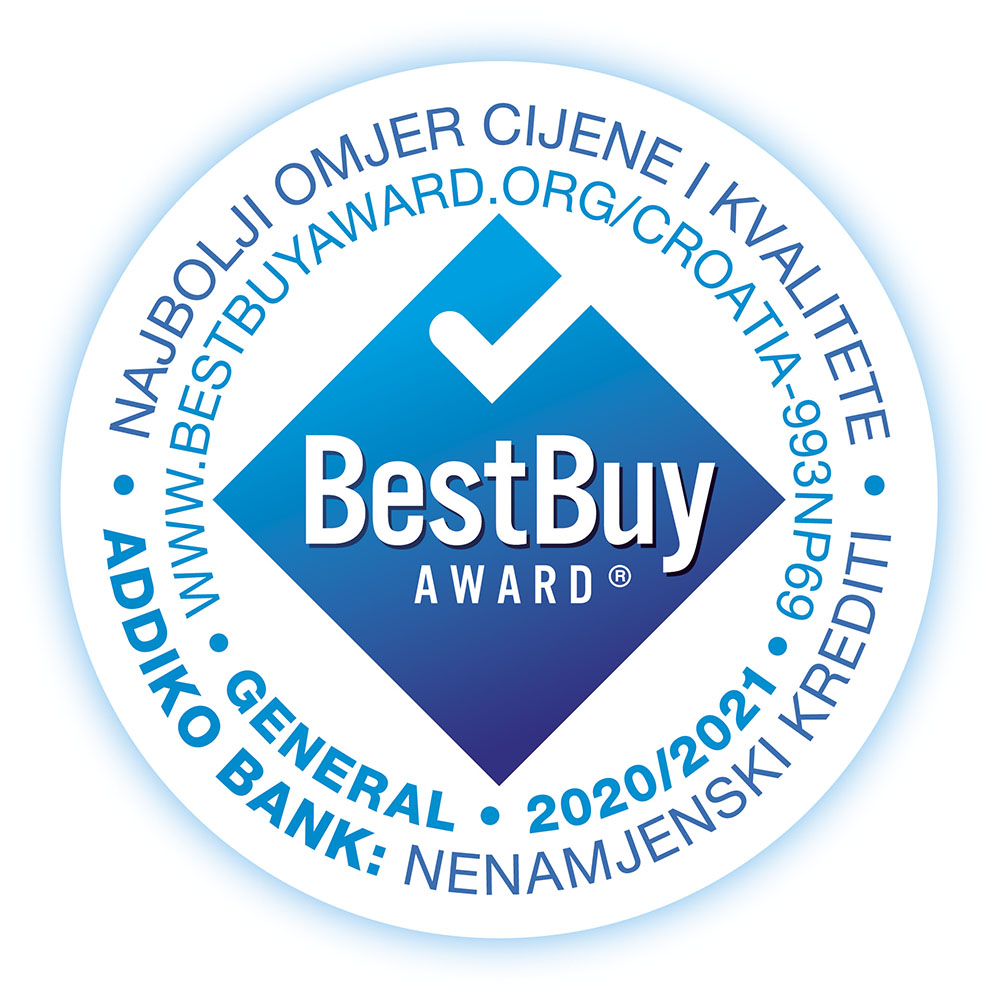 • NAJBOLJI OMJER CIJENE I KVALITETE •
WWW.BESTBUYAWARD.ORG/CROATIA-993NP69
BestBuy
AWARD®
• GENERAL • 2020/2021 •
ADDIKO BANK: NENAMJENSKI KREDITI